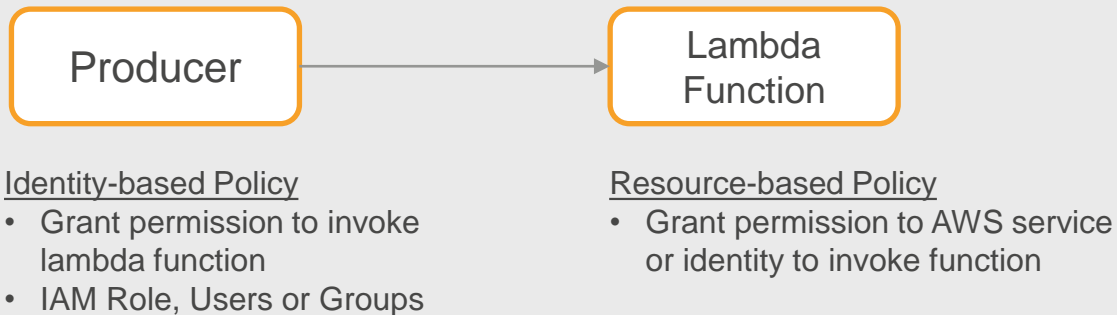 Producer
Lambda
Function
Identity-based Policy
• Grant permission to invoke
lambda function
• IAM Role, Users or Groups
Resource-based Policy
• Grant permission to AWS service
or identity to invoke function